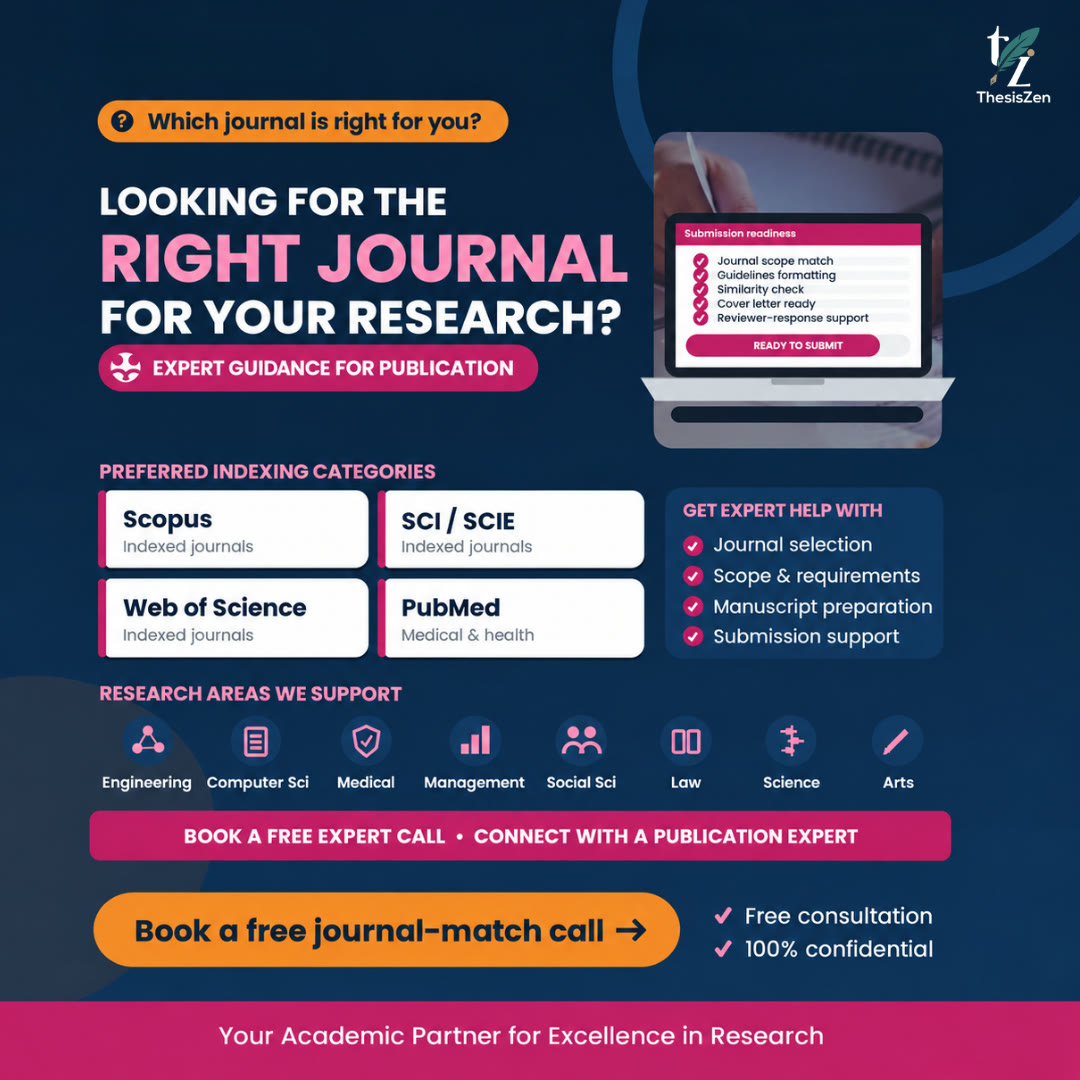 tz
ThesisZen
? Which journal is right for you?
LOOKING FOR THE
RIGHT JOURNAL
FOR YOUR RESEARCH?
EXPERT GUIDANCE FOR PUBLICATION
Submission readiness
Journal scope match
Guidelines formatting
Similarity check
Cover letter ready
Reviewer-response support
READY TO SUBMIT
PREFERRED INDEXING CATEGORIES
Scopus
Indexed journals
SCI / SCIE
Indexed journals
Web of Science
Indexed journals
PubMed
Medical & health
GET EXPERT HELP WITH
Journal selection
Scope & requirements
Manuscript preparation
Submission support
RESEARCH AREAS WE SUPPORT
Engineering
Computer Sci
Medical
Management
Social Sci
Law
Science
Arts
BOOK A FREE EXPERT CALL • CONNECT WITH A PUBLICATION EXPERT
Book a free journal-match call →
Free consultation
100% confidential
Your Academic Partner for Excellence in Research